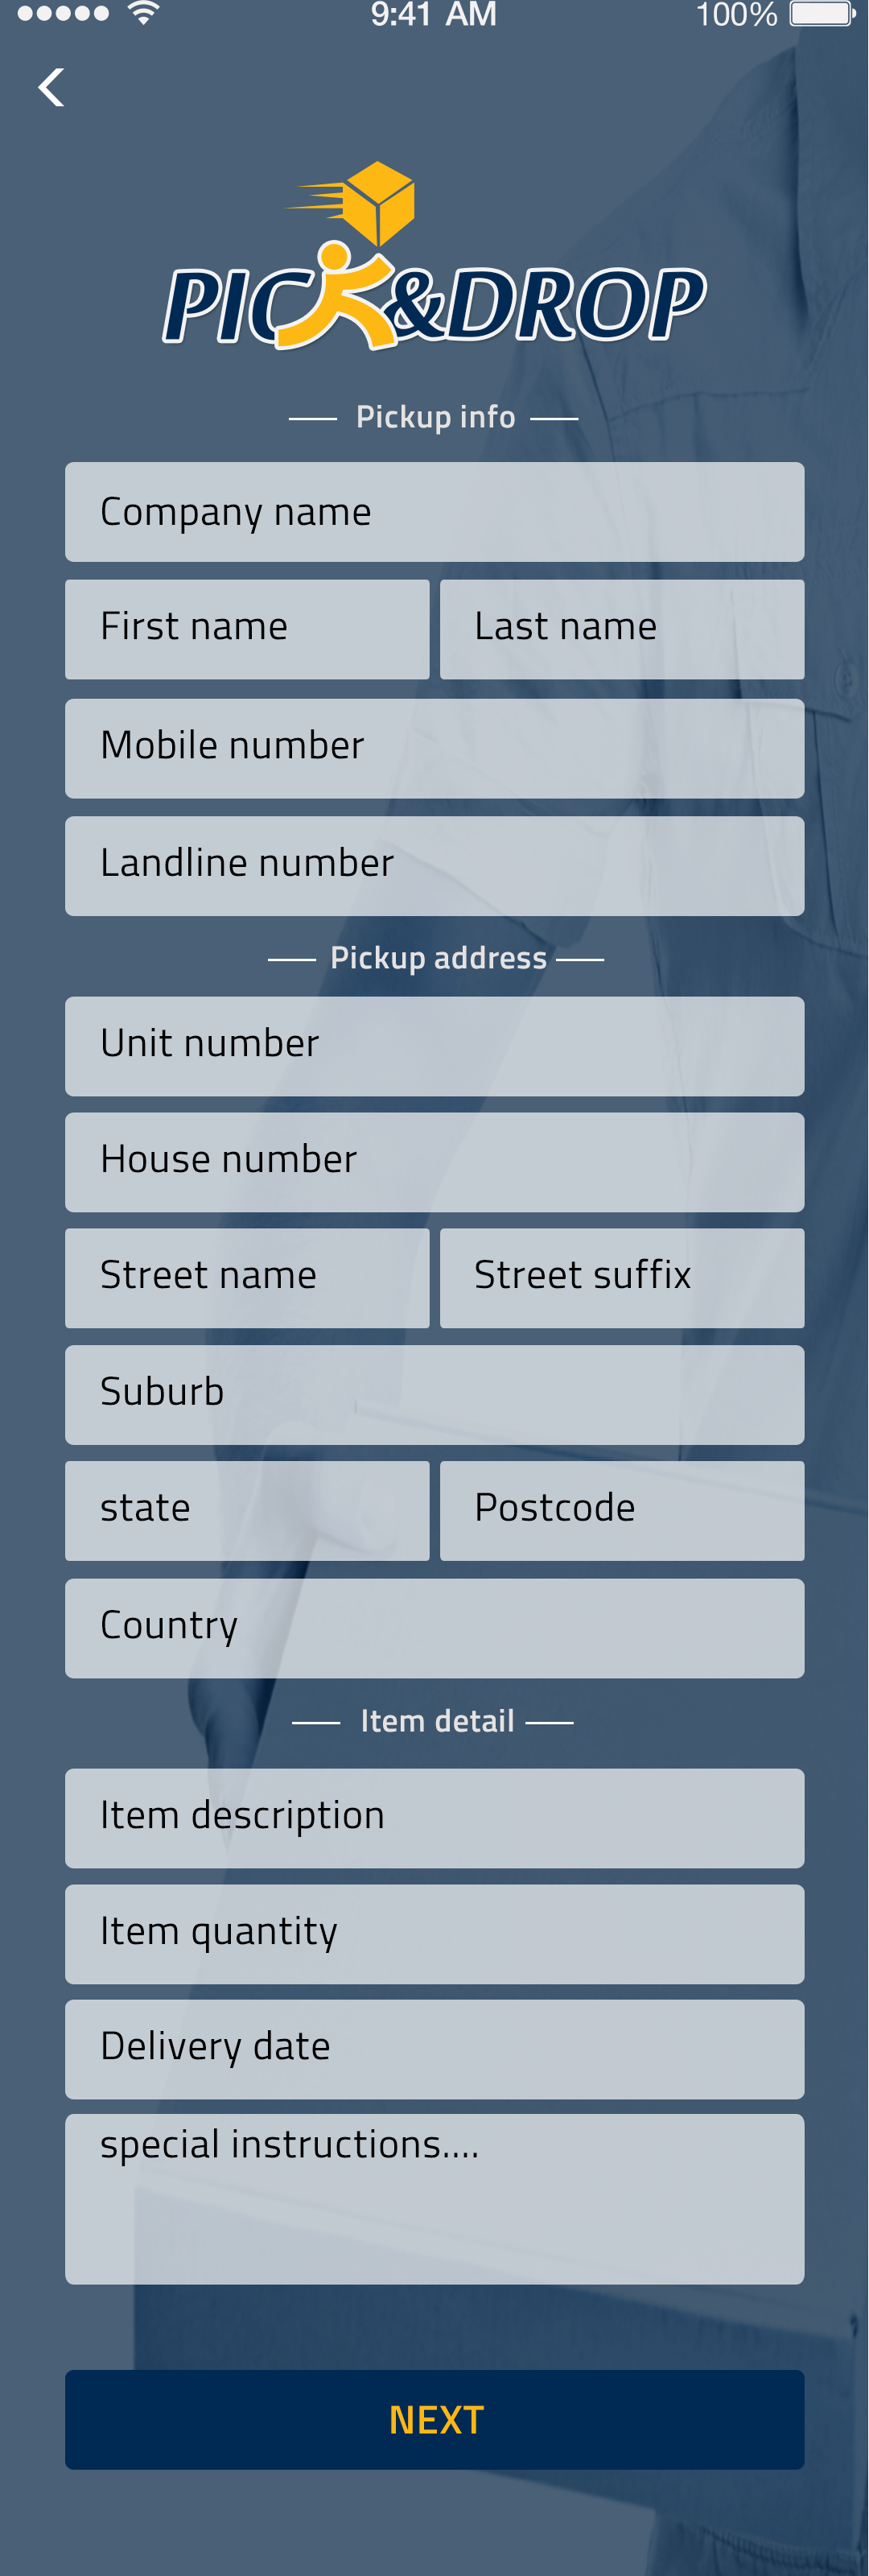 9:41 AM 100%
PICK&DROP
Pickup info
Company name
First name Last name
Mobile number
Landline number
Pickup address
Unit number
House number
Street name Street suffix
Suburb
state Postcode
Country
Item detail
Item description
Item quantity
Delivery date
special instructions....
NEXT